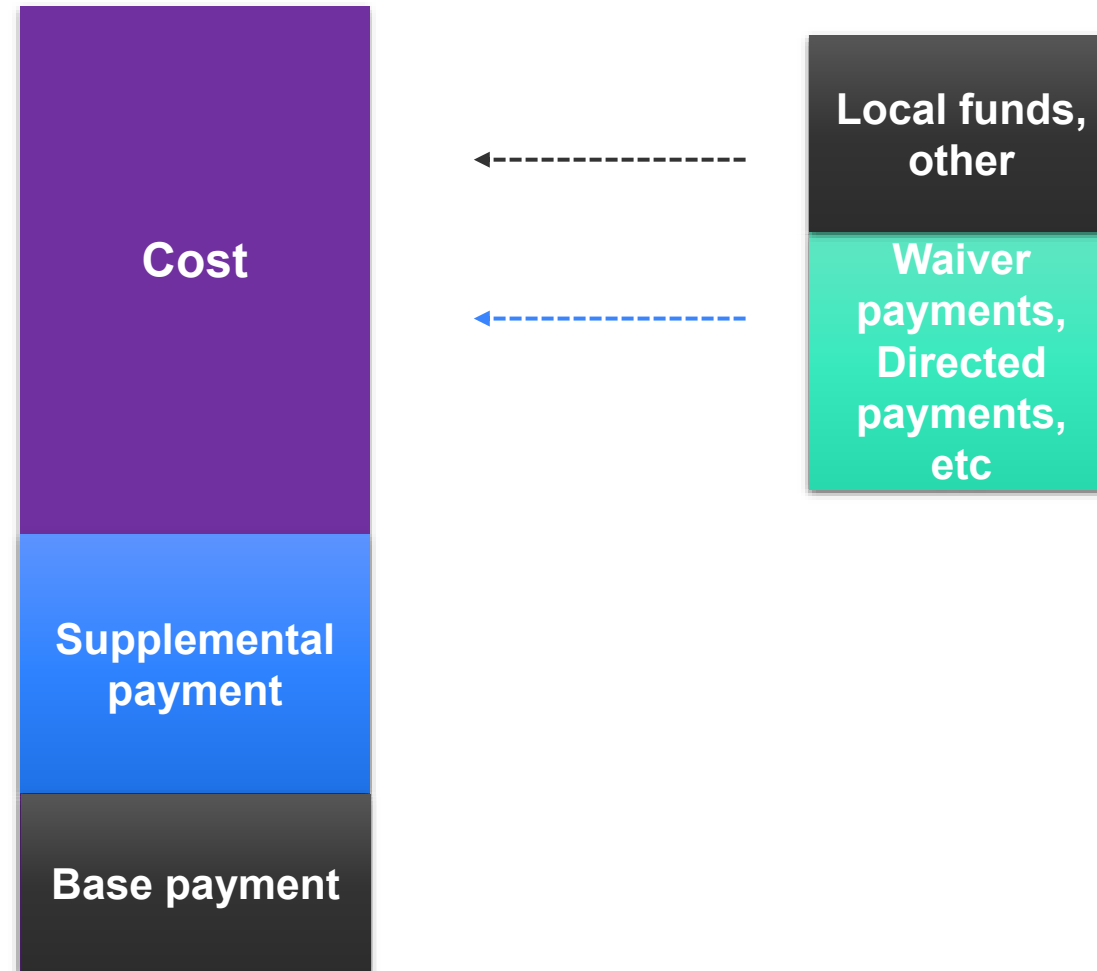 Cost
Supplemental
payment
Base payment
Local funds,
other
Waiver
payments,
Directed
payments,
etc